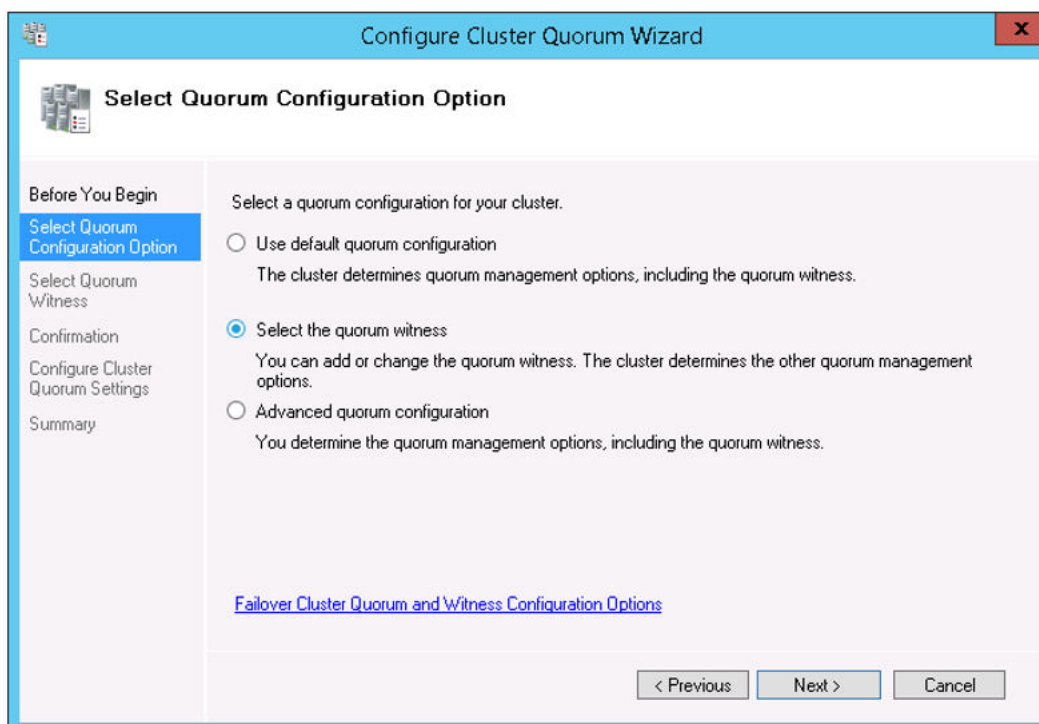 Configure Cluster Quorum Wizard
x
Select Quorum Configuration Option
Before You Begin
Select Quorum
Configuration Option
Select Quorum
Witness
Confirmation
Configure Cluster
Quorum Settings
Summary
Select a quorum configuration for your cluster.
Use default quorum configuration
The cluster determines quorum management options, including the quorum witness.
Select the quorum witness
You can add or change the quorum witness. The cluster determines the other quorum management
options.
Advanced quorum configuration
You determine the quorum management options, including the quorum witness.
Failover Cluster Quorum and Witness Configuration Options
< Previous
Next >
Cancel